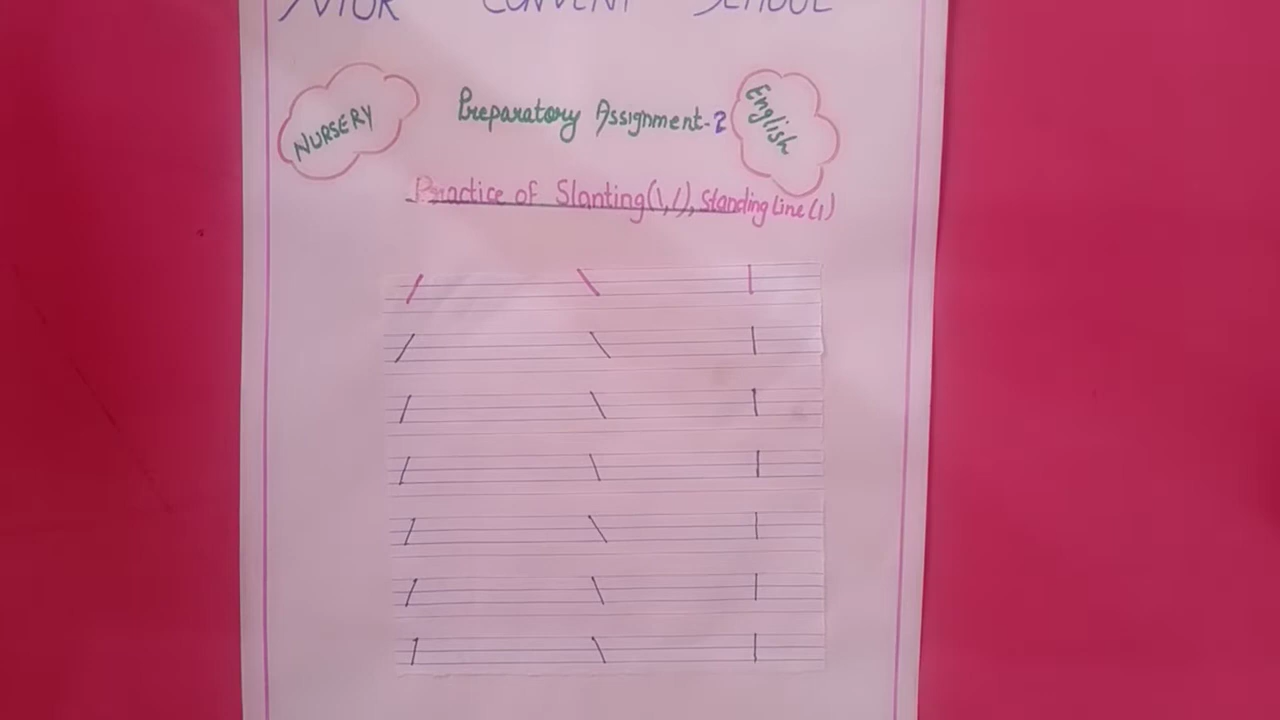 CONVENT SCHOOL
NURSERY
Preparatory Assignment-2
English
Practice of Slanting(\,/), Standing Line(|)
/ \ |
/ \ |
/ \ |
/ \ |
/ \ |
/ \ |
/ \ |